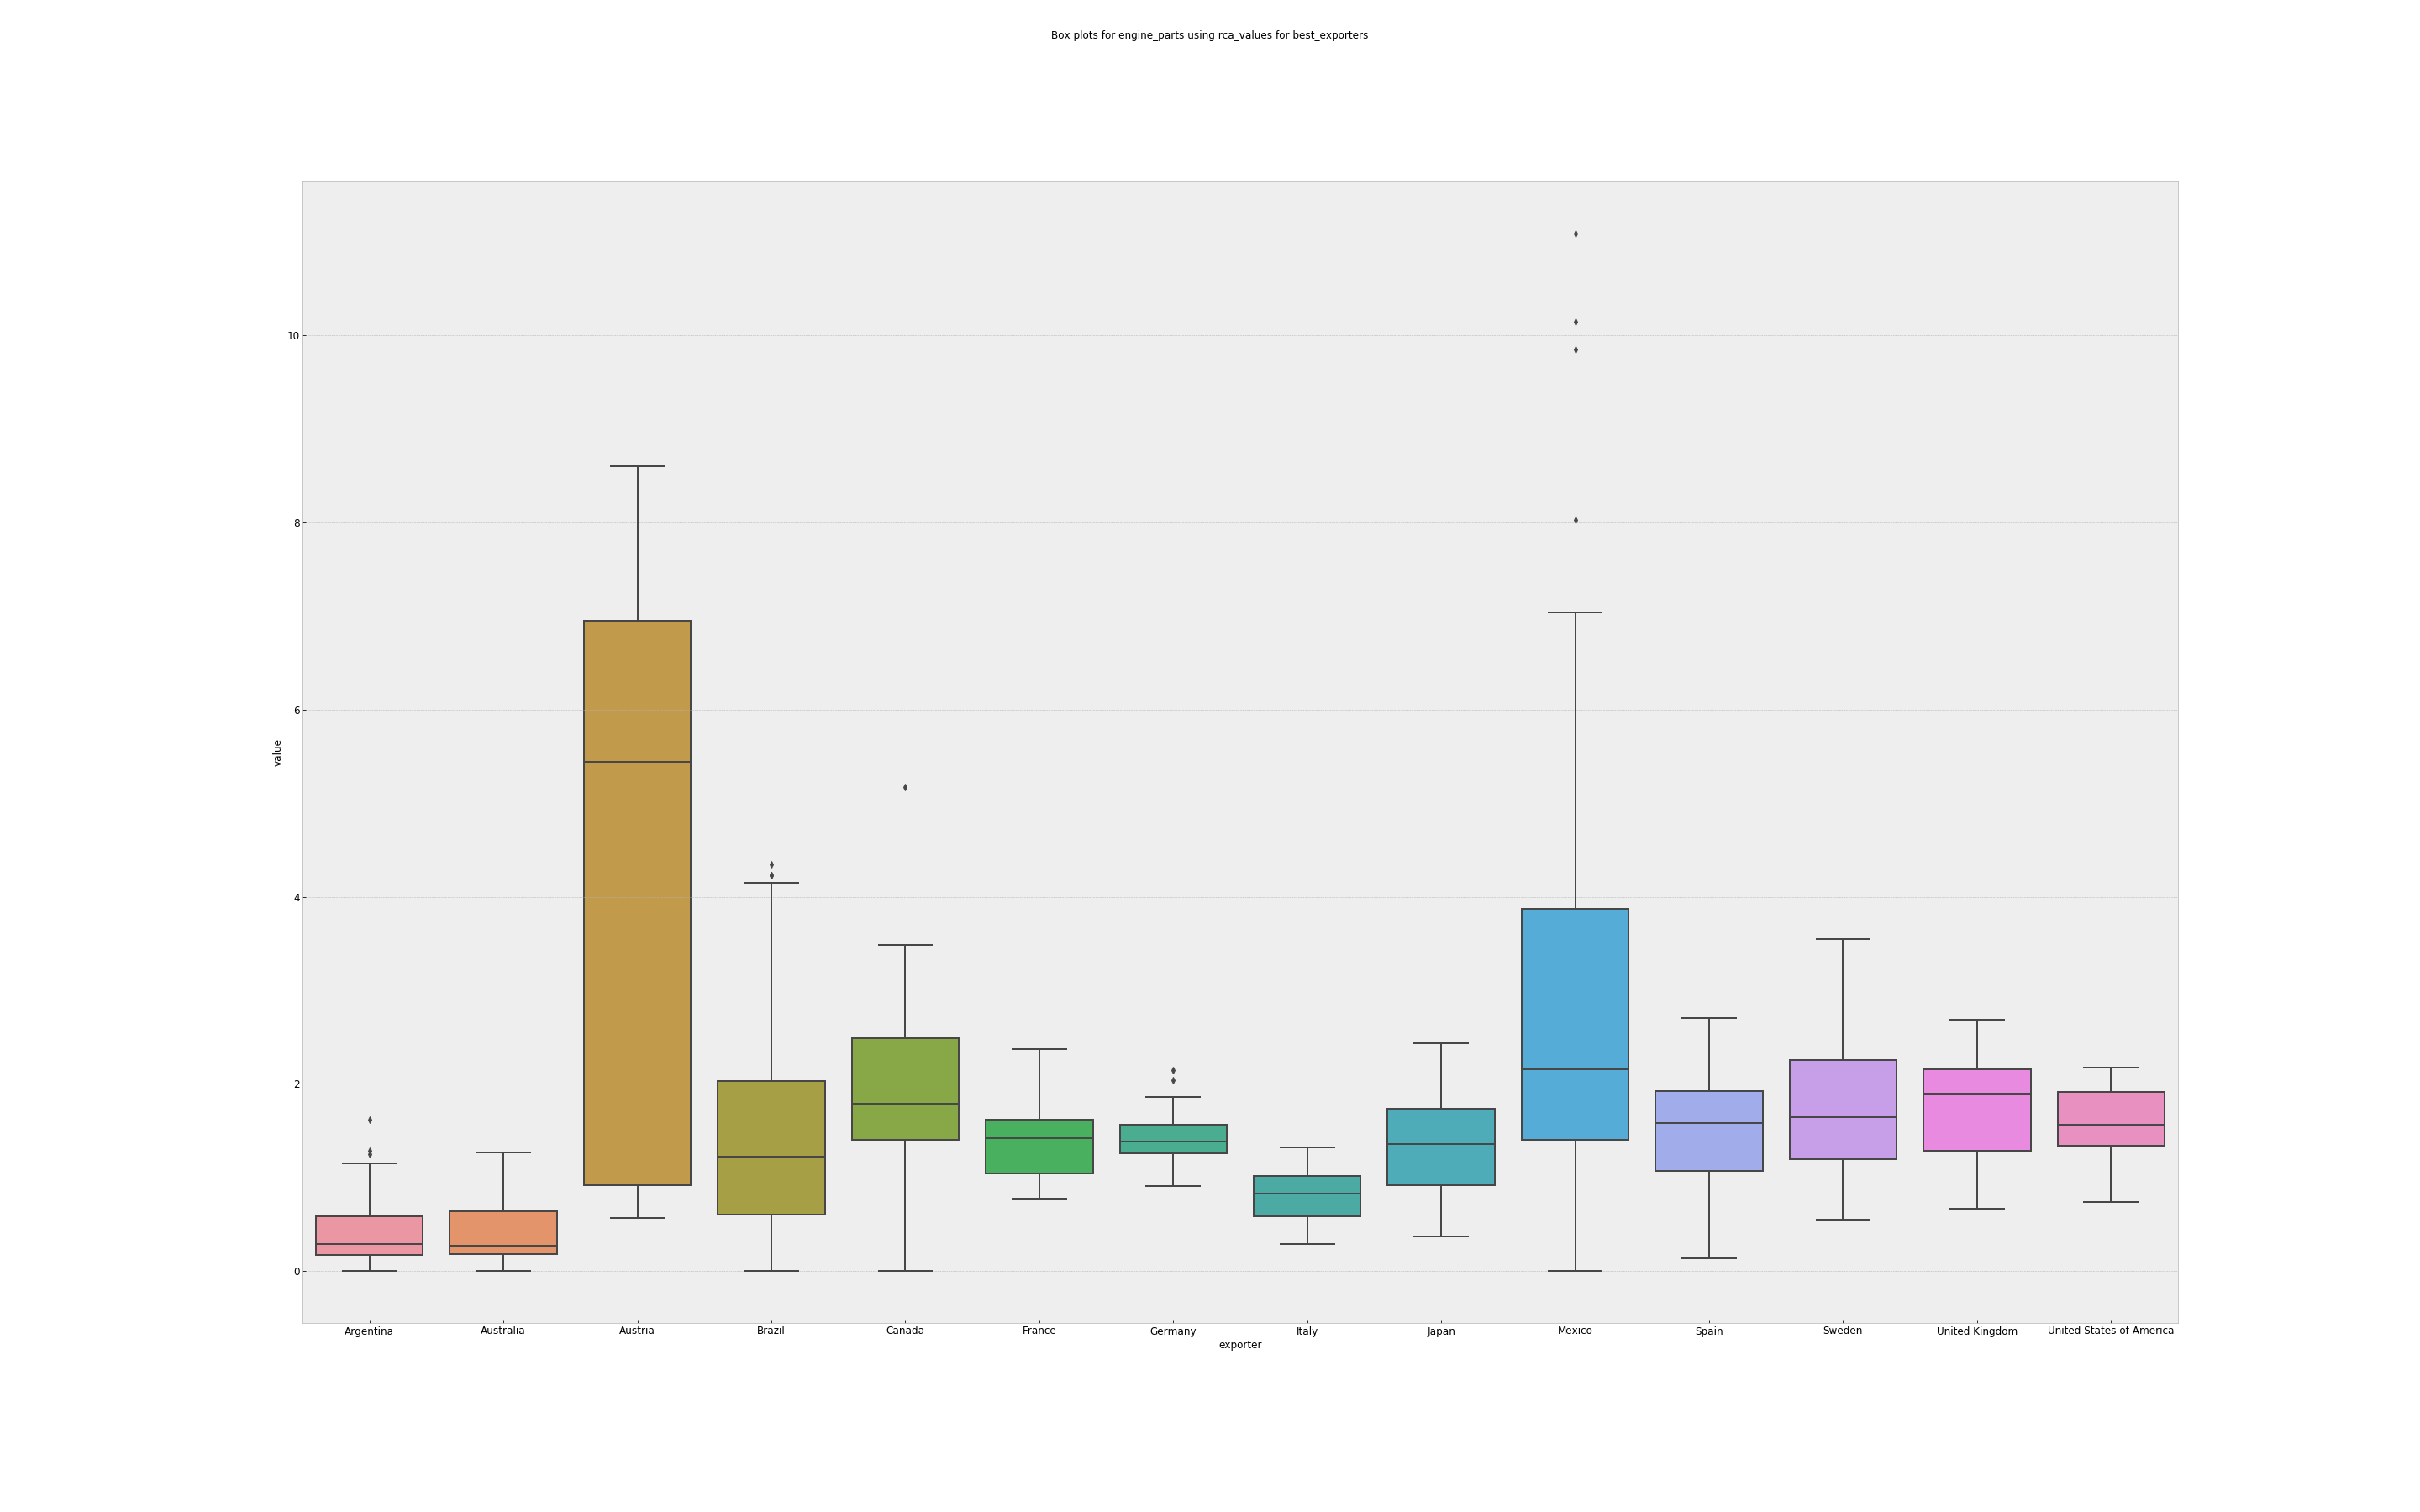 Box plots for engine_parts using rca_values for best_exporters
10
8
6
4
2
0
value
Argentina Australia Austria Brazil Canada France Germany Italy Japan Mexico Spain Sweden United Kingdom United States of America
exporter